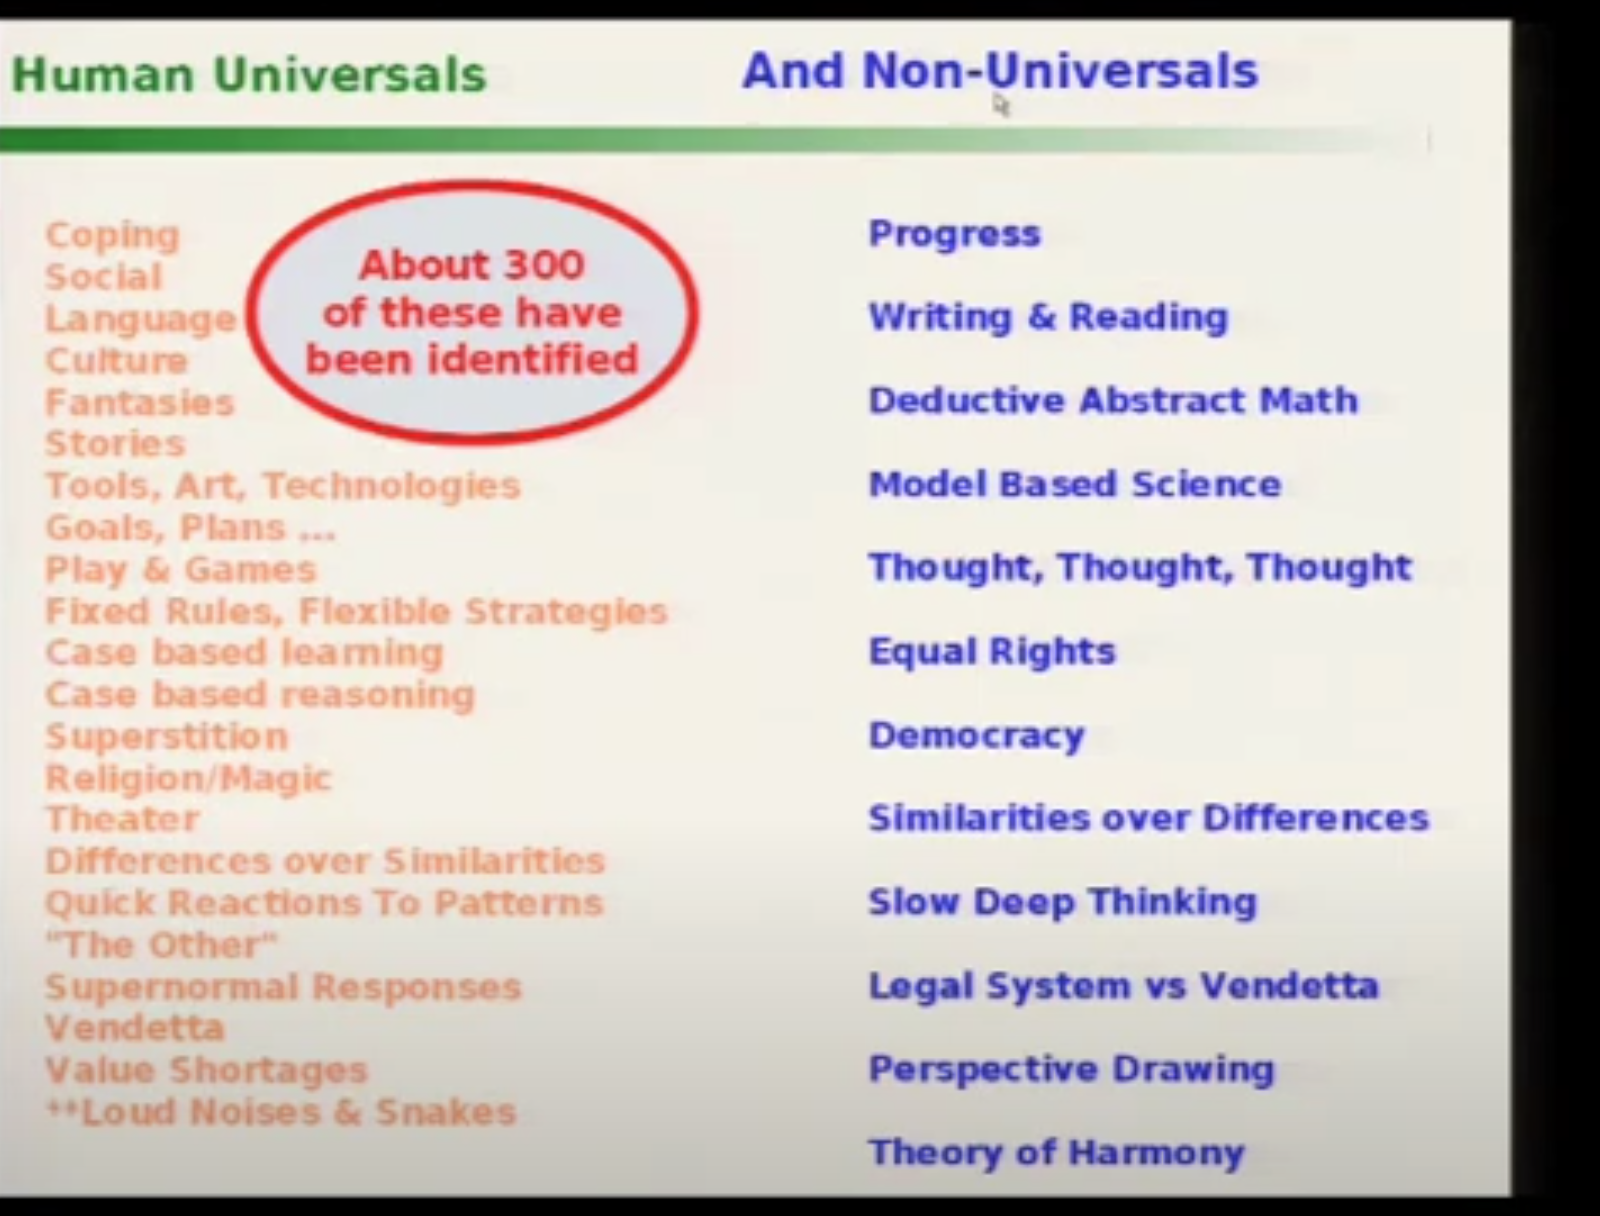 Human Universals
And Non-Universals
Coping
Social
Language
Culture
Fantasies
Stories
Tools, Art, Technologies
Goals, Plans ...
Play & Games
Fixed Rules, Flexible Strategies
Case based learning
Case based reasoning
Superstition
Religion/Magic
Theater
Differences over Similarities
Quick Reactions To Patterns
"The Other"
Supernormal Responses
Vendetta
Value Shortages
**Loud Noises & Snakes
About 300
of these have
been identified
Progress
Writing & Reading
Deductive Abstract Math
Model Based Science
Thought, Thought, Thought
Equal Rights
Democracy
Similarities over Differences
Slow Deep Thinking
Legal System vs Vendetta
Perspective Drawing
Theory of Harmony